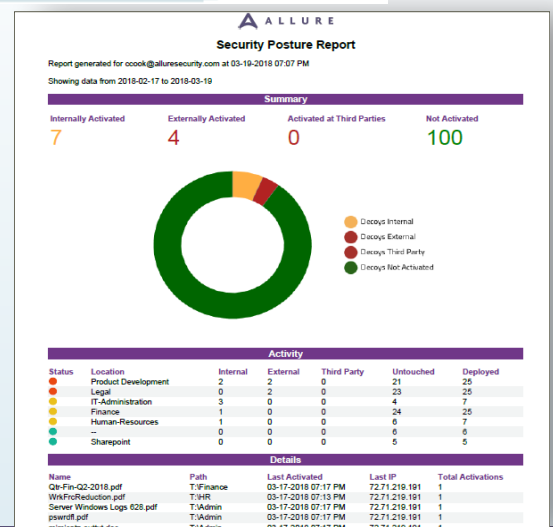 ALLURE
Security Posture Report
Report generated for ccook@alluresecurity.com at 03-19-2018 07:07 PM
Showing data from 2018-02-17 to 2018-03-19
Summary
Internally Activated Externally Activated Activated at Third Parties Not Activated
7 4 0 100
Decoys Internal
Decoys External
Decoys Third Party
Decoys Not Activated
Activity
Status Location Internal External Third Party Untouched Deployed
Product Development 2 2 0 21 25
Legal 0 2 0 23 25
IT-Administration 3 0 0 4 7
Finance 1 0 0 24 25
Human-Resources 1 0 0 6 7
-- 0 0 0 6 6
Sharepoint 0 0 0 5 5
Details
Name Path Last Activated Last IP Total Activations
Qtr-Fin-Q2-2018.pdf T:\Finance 03-17-2018 07:17 PM 72.71.219.191 1
WrkFrcReduction.pdf T:\HR 03-17-2018 07:13 PM 72.71.219.191 1
Server Windows Logs 628.pdf T:\Admin 03-17-2018 07:17 PM 72.71.219.191 1
pswrdfl.pdf T:\Admin 03-17-2018 07:17 PM 72.71.219.191 1